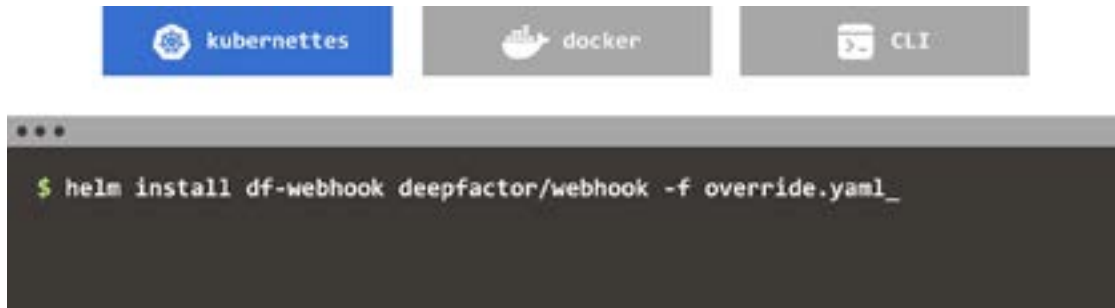 kubernettes
docker
>_ CLI
$ helm install df-webhook deepfactor/webhook -f override.yaml_